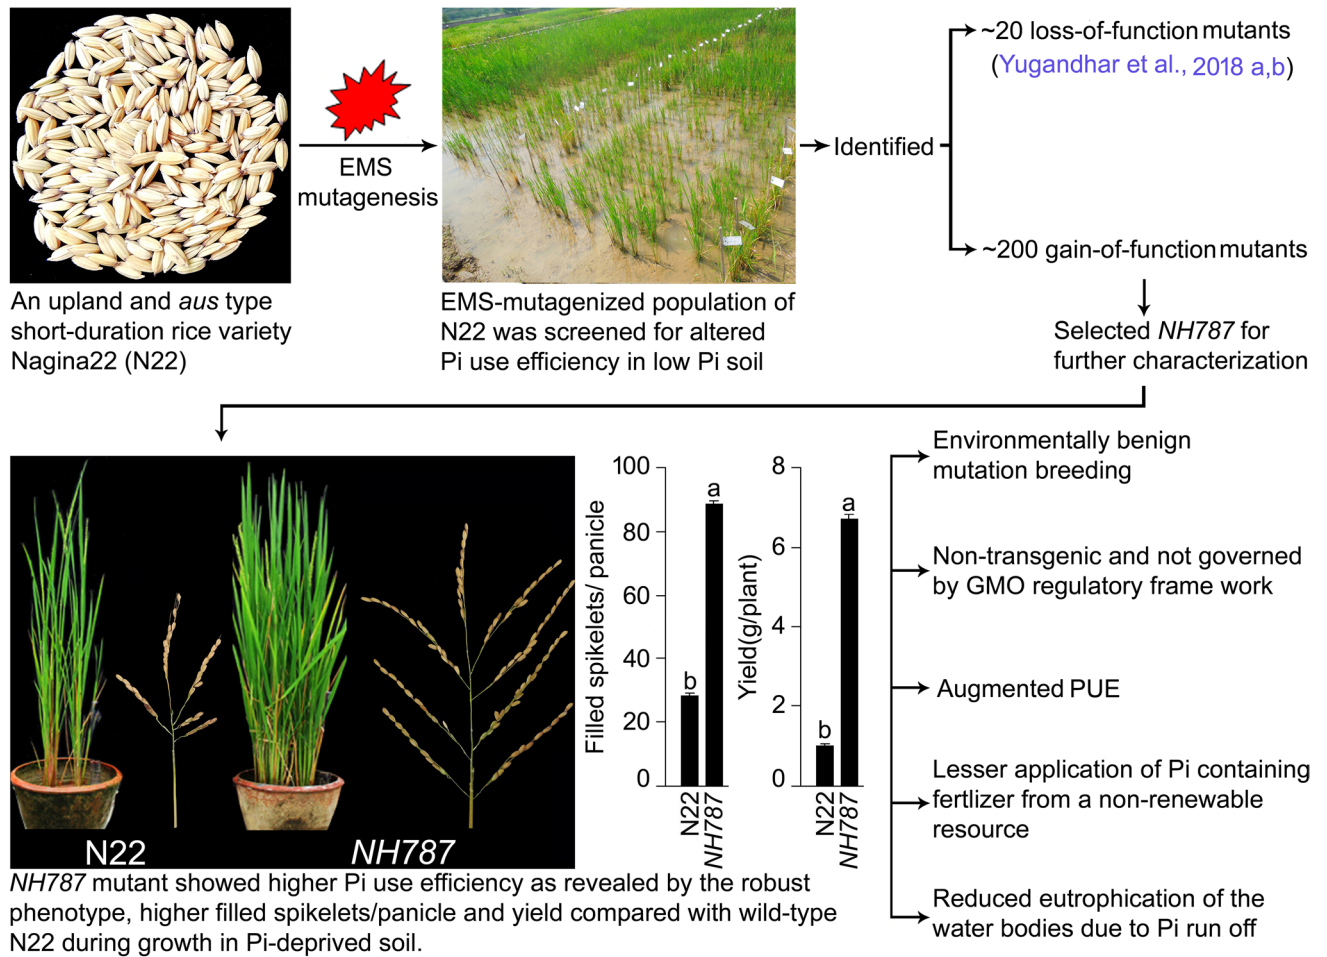 EMS
mutagenesis
~20 loss-of-function mutants
(Yugandhar et al., 2018 a,b)
Identified
~200 gain-of-function mutants
An upland and aus type
short-duration rice variety
Nagina22 (N22)
EMS-mutagenized population of
N22 was screened for altered
Pi use efficiency in low Pi soil
Selected NH787 for
further characterization
N22
NH787
Filled spikelets/ panicle
100
80
60
40
20
0
a
b
N22
NH787
Yield(g/plant)
8
6
4
2
0
a
b
N22
NH787
Environmentally benign
mutation breeding
Non-transgenic and not governed
by GMO regulatory frame work
Augmented PUE
Lesser application of Pi containing
fertlizer from a non-renewable
resource
Reduced eutrophication of the
water bodies due to Pi run off
NH787 mutant showed higher Pi use efficiency as revealed by the robust
phenotype, higher filled spikelets/panicle and yield compared with wild-type
N22 during growth in Pi-deprived soil.